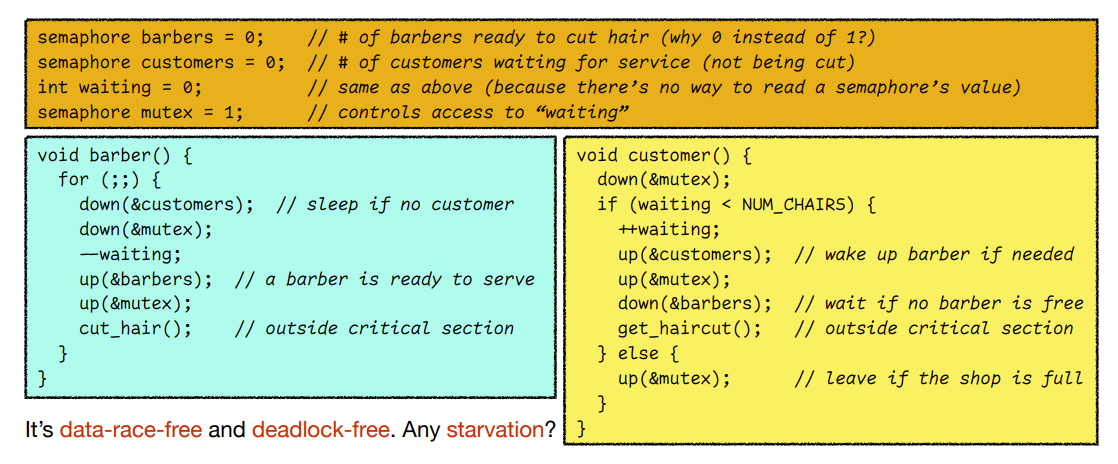 semaphore barbers = 0;    // # of barbers ready to cut hair (why 0 instead of 1?)
semaphore customers = 0;  // # of customers waiting for service (not being cut)
int waiting = 0;          // same as above (because there's no way to read a semaphore's value)
semaphore mutex = 1;      // controls access to “waiting”
void barber() {
  for (;;) {
    down(&customers);  // sleep if no customer
    down(&mutex);
    --waiting;
    up(&barbers);  // a barber is ready to serve
    up(&mutex);
    cut_hair();    // outside critical section
  }
}
void customer() {
  down(&mutex);
  if (waiting < NUM_CHAIRS) {
    ++waiting;
    up(&customers);  // wake up barber if needed
    up(&mutex);
    down(&barbers);  // wait if no barber is free
    get_haircut();   // outside critical section
  } else {
    up(&mutex);      // leave if the shop is full
  }
}
It's data-race-free and deadlock-free. Any starvation?